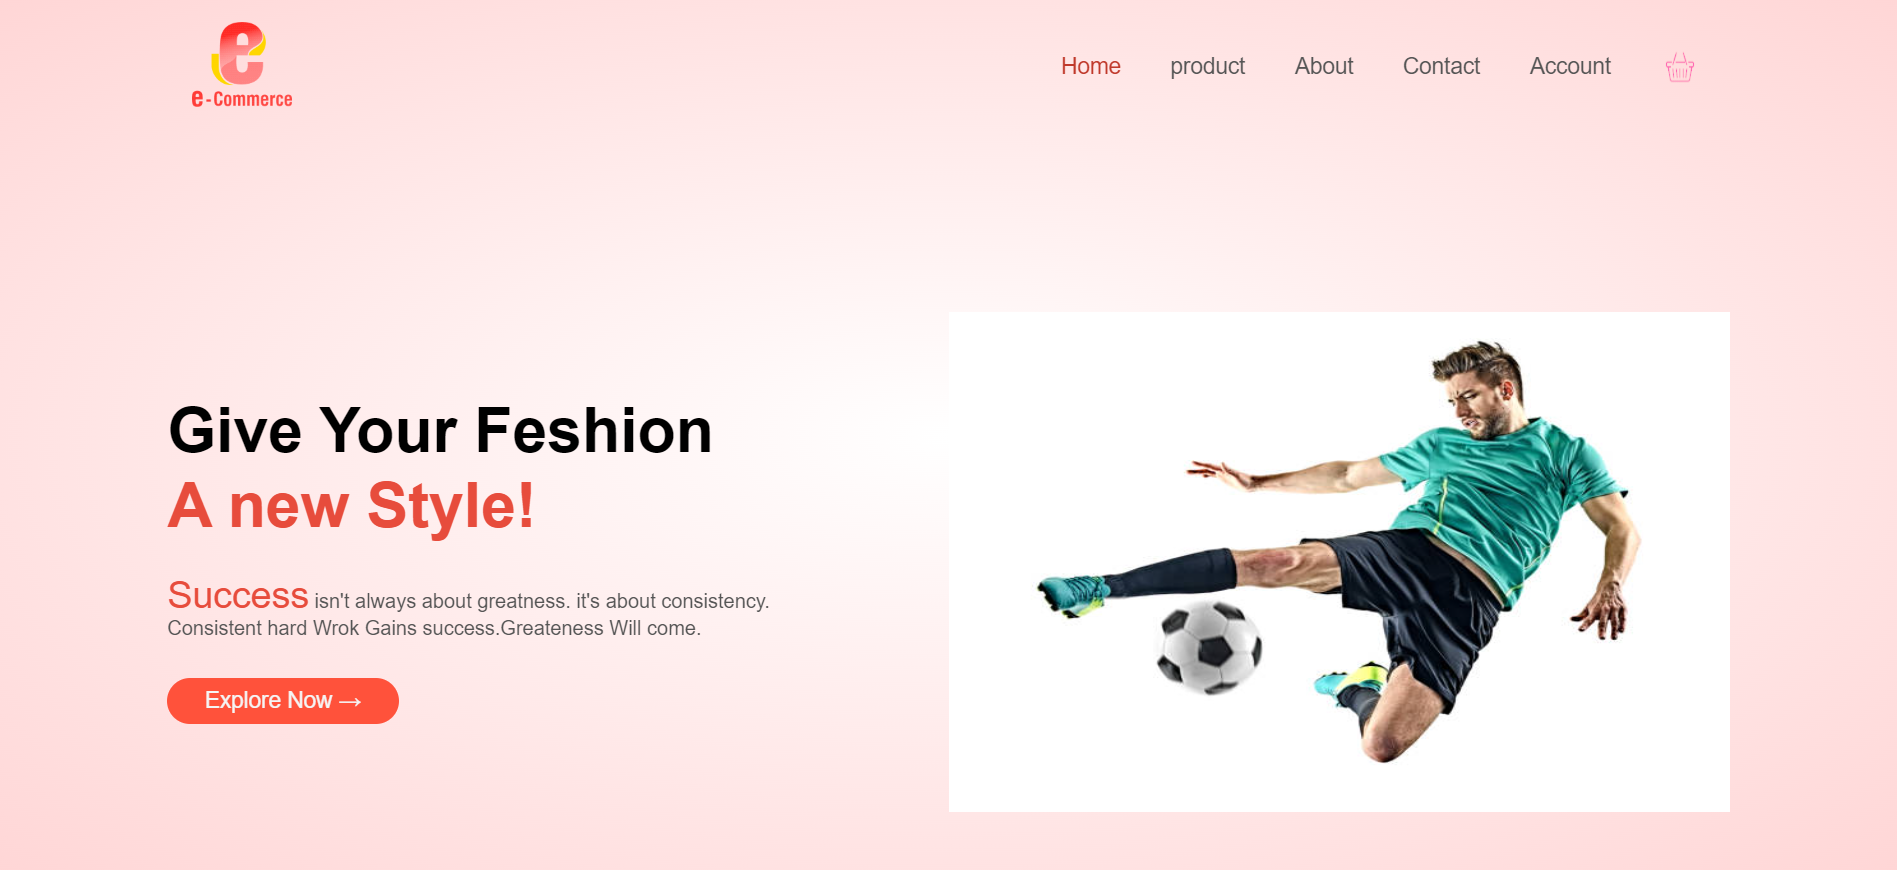 e
e-Commerce
Home product About Contact Account
Give Your Feshion
A new Style!
Success isn't always about greatness. it's about consistency.
Consistent hard Wrok Gains success.Greateness Will come.
Explore Now →